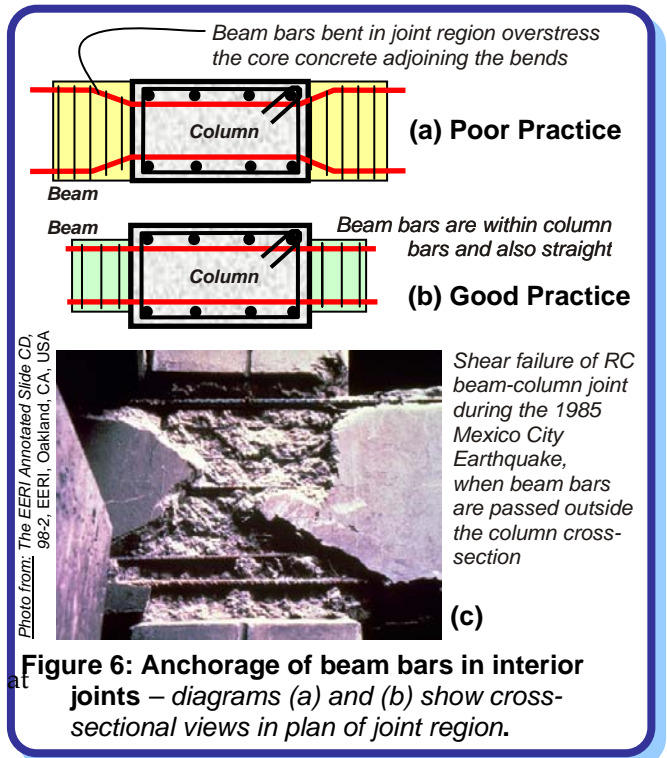 Beam bars bent in joint region overstress
the core concrete adjoining the bends
Column
(a) Poor Practice
Beam
Beam
Beam bars are within column
bars and also straight
Column
(b) Good Practice
Photo from: The EERI Annotated Slide CD,
98-2, EERI, Oakland, CA, USA
Shear failure of RC
beam-column joint
during the 1985
Mexico City
Earthquake,
when beam bars
are passed outside
the column cross-
section
(c)
at
Figure 6: Anchorage of beam bars in interior
joints – diagrams (a) and (b) show cross-
sectional views in plan of joint region.